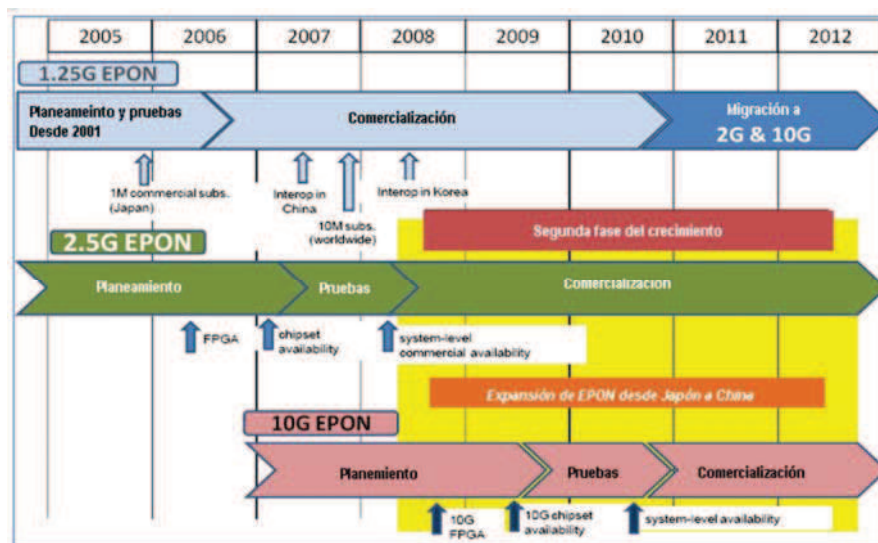 2005 2006 2007 2008 2009 2010 2011 2012
1.25G EPON
Planameinto y pruebas
Desde 2001
Comercialización
Migración a
2G & 10G
1M commercial subs.
(Japan)
Interop in
China
10M subs.
(worldwide)
Interop in Korea
Segunda fase del crecimiento
2.5G EPON
Planeamiento
Pruebas
Comercialización
FPGA
chipset
availability
system-level
commercial availability
Expansión de EPON desde Japón a China
10G EPON
Planemiento
Pruebas
Comercialización
10G
FPGA
10G chipset
availability
system-level availability